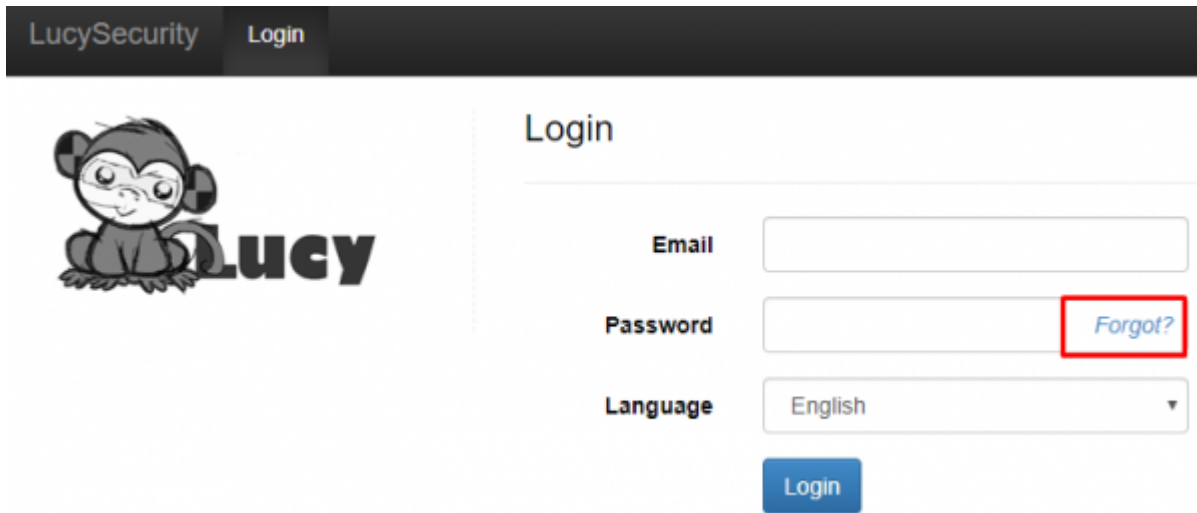 LucySecurity Login
Lucy
Login
Email
Password Forgot?
Language English
Login